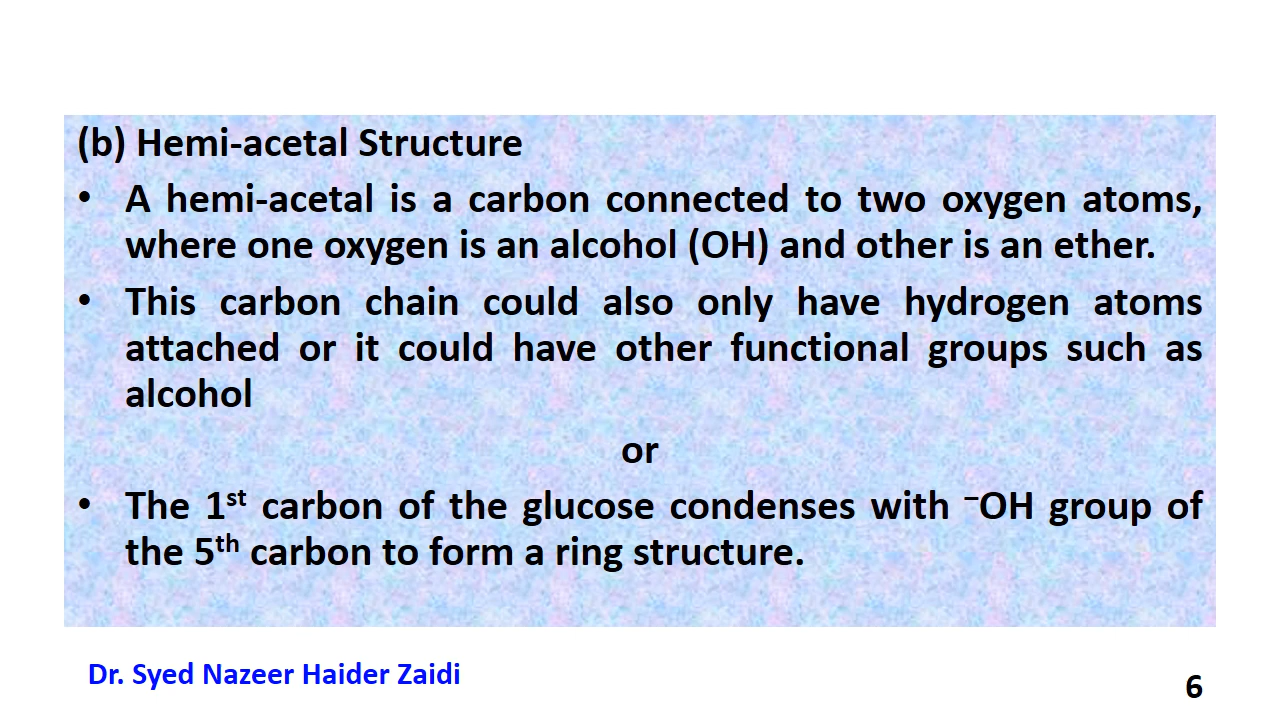 (b) Hemi-acetal Structure
• A hemi-acetal is a carbon connected to two oxygen atoms,
where one oxygen is an alcohol (OH) and other is an ether.
• This carbon chain could also only have hydrogen atoms
attached or it could have other functional groups such as
alcohol
or
• The 1st carbon of the glucose condenses with ⁻OH group of
the 5th carbon to form a ring structure.
Dr. Syed Nazeer Haider Zaidi
6